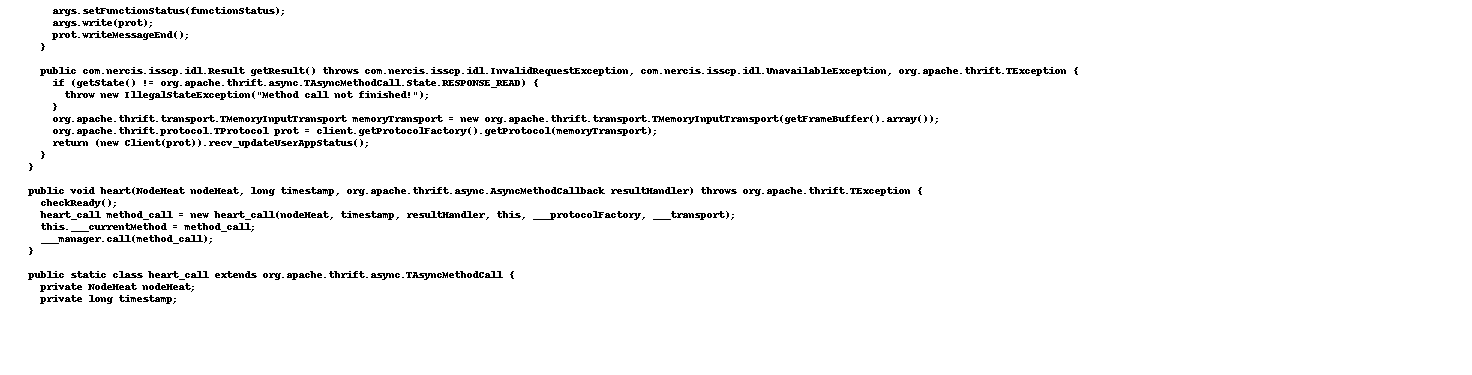 args.setFunctionStatus(functionStatus);
args.write(prot);
prot.writeMessageEnd();
}
public com.nercis.isscp.idl.Result getResult() throws com.nercis.isscp.idl.InvalidRequestException, com.nercis.isscp.idl.UnavailableException, org.apache.thrift.TException {
if (getState() != org.apache.thrift.async.TAsyncMethodCall.State.RESPONSE_READ) {
throw new IllegalStateException("Method call not finished!");
}
org.apache.thrift.transport.TMemoryInputTransport memoryTransport = new org.apache.thrift.transport.TMemoryInputTransport(getFrameBuffer().array());
org.apache.thrift.protocol.TProtocol prot = client.getProtocolFactory().getProtocol(memoryTransport);
return (new Client(prot)).recv_updateUserAppStatus();
}
}
public void heart(NodeHeat nodeHeat, long timestamp, org.apache.thrift.async.AsyncMethodCallback resultHandler) throws org.apache.thrift.TException {
checkReady();
heart_call method_call = new heart_call(nodeHeat, timestamp, resultHandler, this, ___protocolFactory, ___transport);
this.___currentMethod = method_call;
___manager.call(method_call);
}
public static class heart_call extends org.apache.thrift.async.TAsyncMethodCall {
private NodeHeat nodeHeat;
private long timestamp;